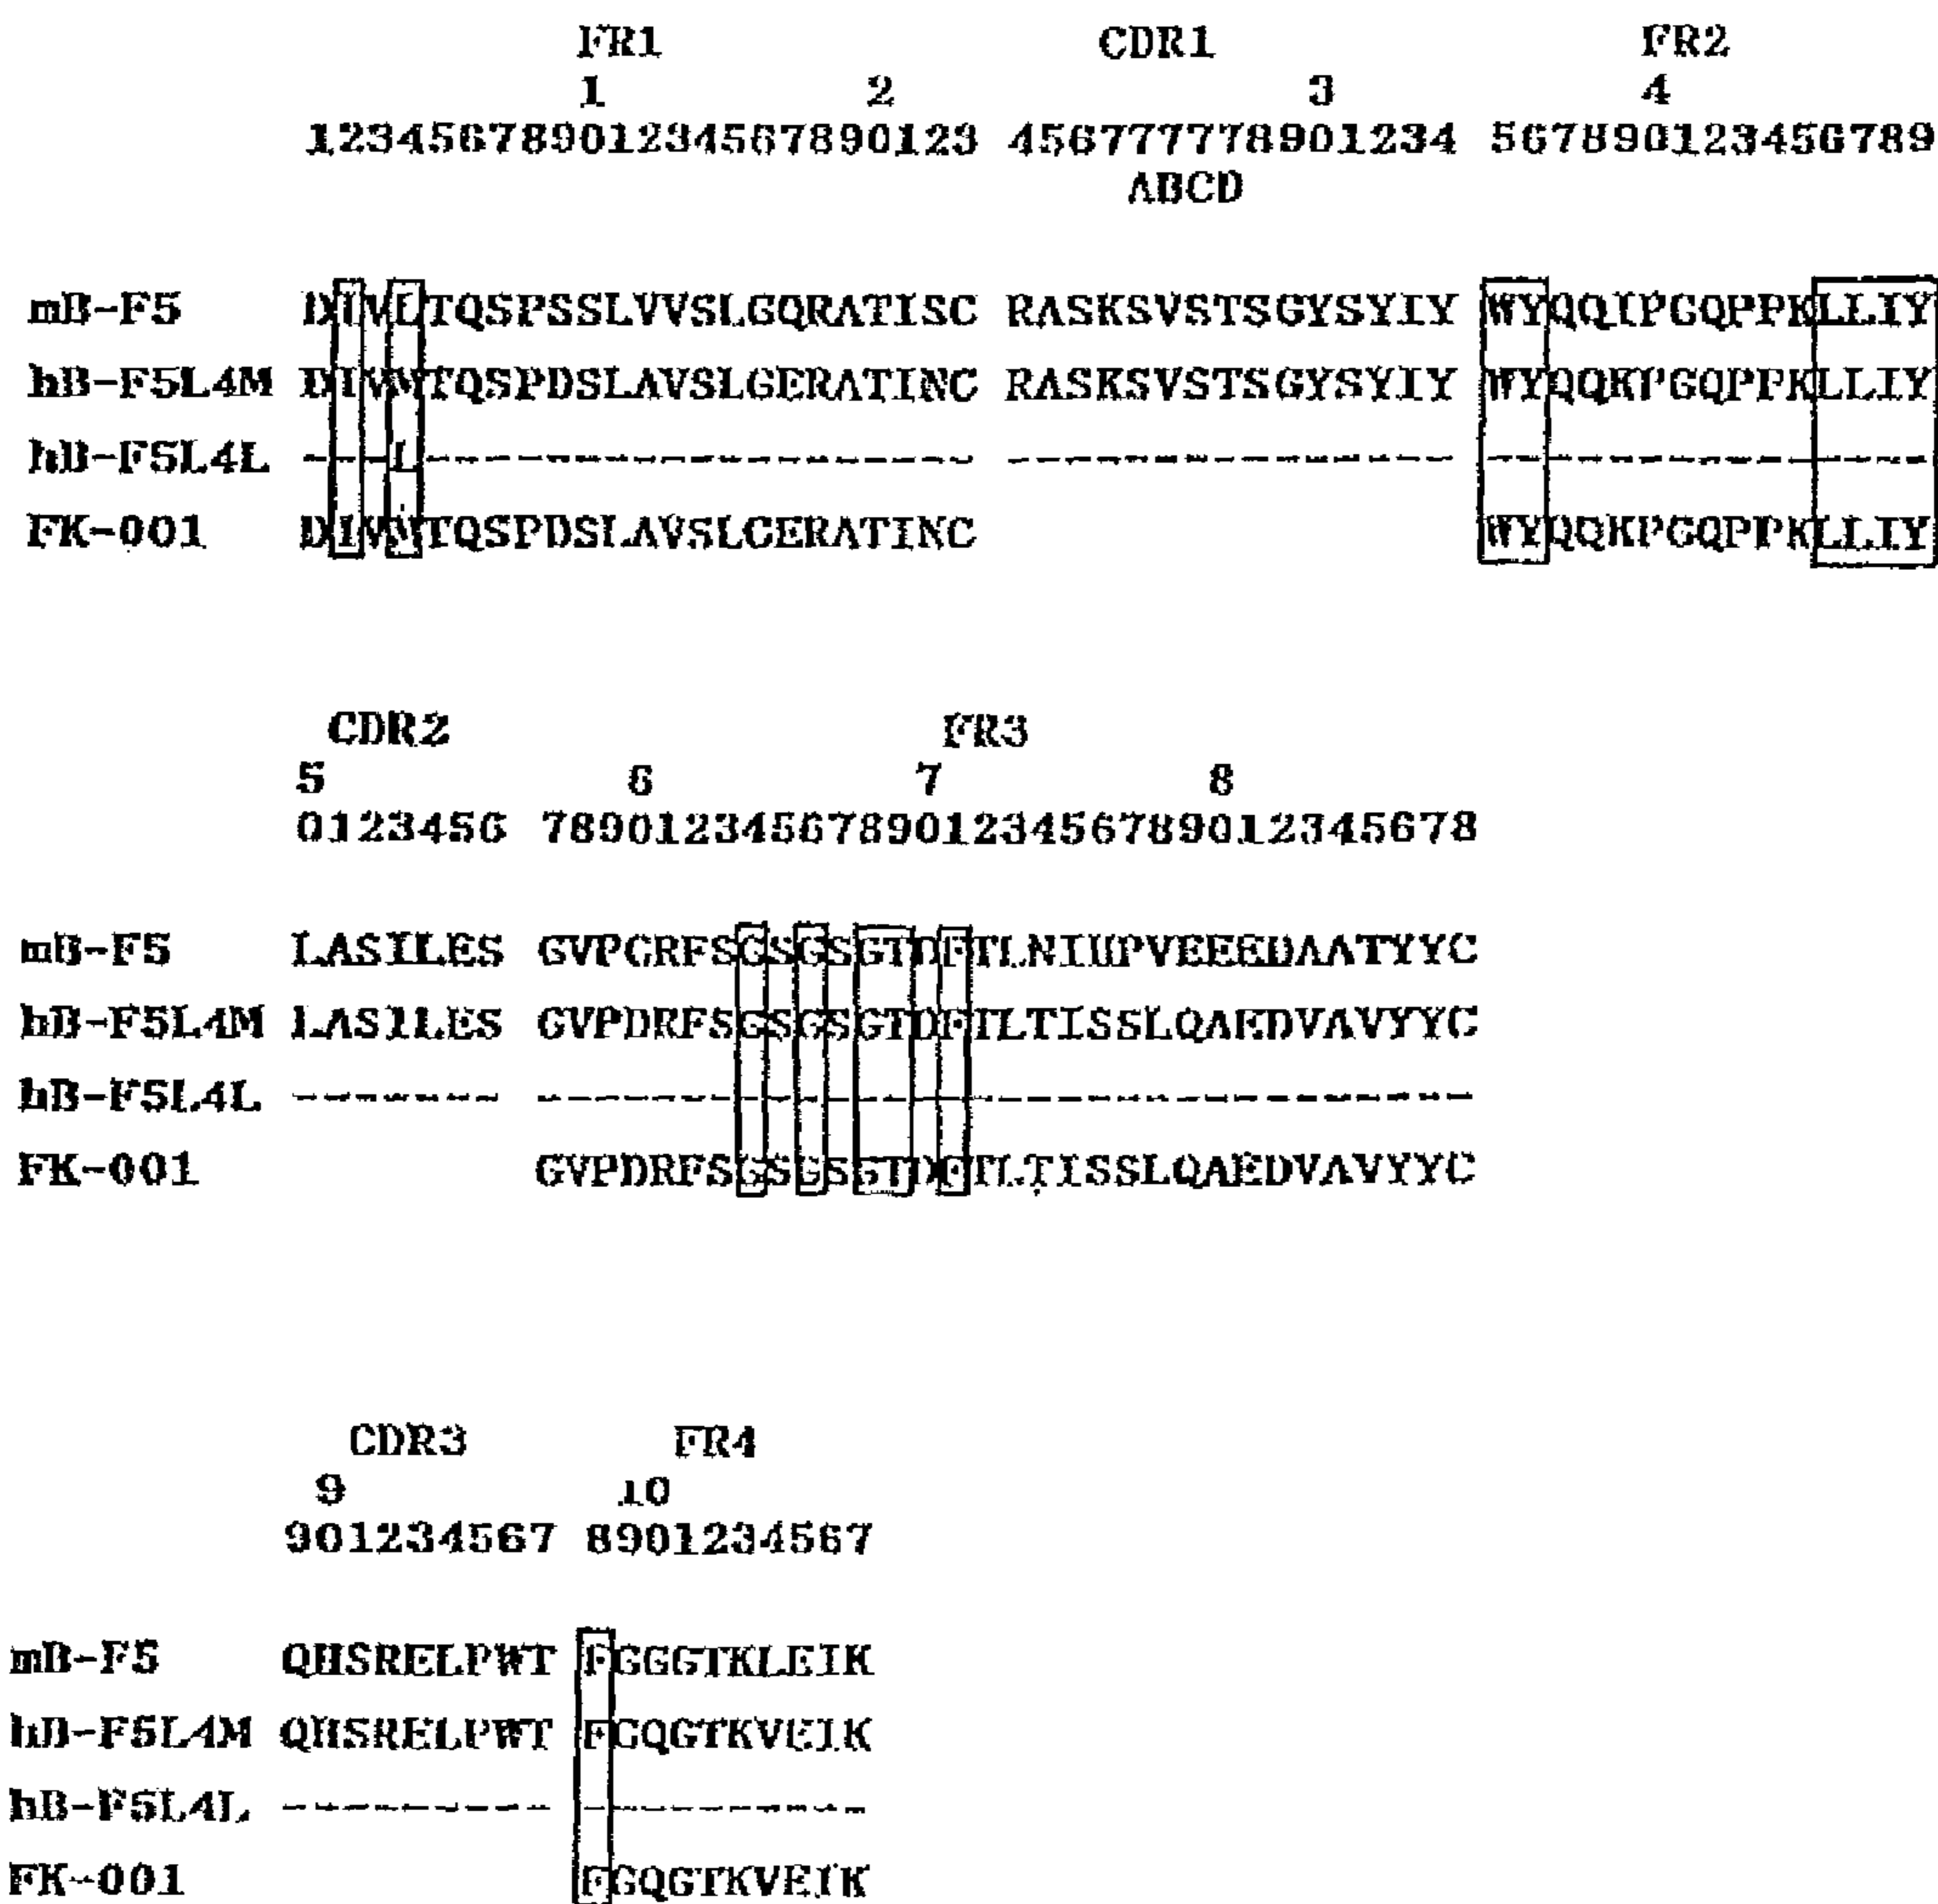 FR1 CDR1 FR2
1 2 3 4
12345678901234567890123 456777778901234 567890123456789
ABCD
mB-F5 DIVLTQSPSSLVVSLGQRATISC RASKSVSTSGYSYIY WYQQIPGQPPKLLIY
hB-F5L4M DIVMTQSPDSLAVSLGERATINC RASKSVSTSGYSYIY WYQQKPGQPPKLLIY
hB-F5L4L ---L------------------- --------------- ---------------
FK-001 DIVMTQSPDSLAVSLGERATINC WYQQKPGQPPKLLIY
CDR2 FR3
5 6 7 8
0123456 78901234567890123456789012345678
mB-F5 LASILES GVPGRFSGSGSGTDFTLNIHPVEEEDAATYYC
hB-F5L4M LASILES GVPDRFSGSGSGTDFTLTISSLQAEDVAVYYC
hB-F5L4L ------- --------------------------------
FK-001 GVPDRFSGSGSGTDFTLTISSLQAEDVAVYYC
CDR3 FR4
9 10
901234567 8901234567
mB-F5 QHSRELPWT FGGGTKLEIK
hB-F5L4M QHSRELPWT FGQGTKVEIK
hB-F5L4L --------- ----------
FK-001 FGQGTKVEIK